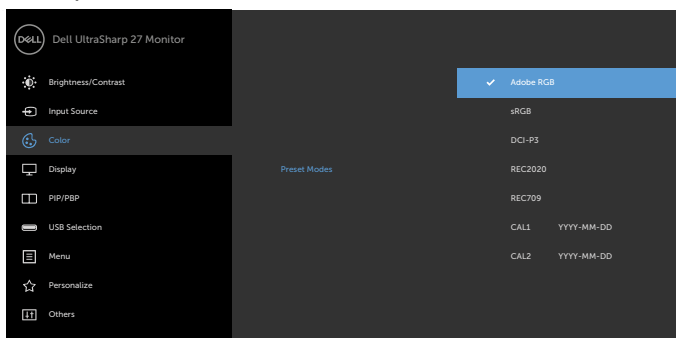 DELL Dell UltraSharp 27 Monitor
Brightness/Contrast
Adobe RGB
Input Source
sRGB
Color
DCI-P3
Display
Preset Modes
REC2020
PIP/PBP
REC709
USB Selection
CAL1 YYYY-MM-DD
Menu
CAL2 YYYY-MM-DD
Personalize
Others